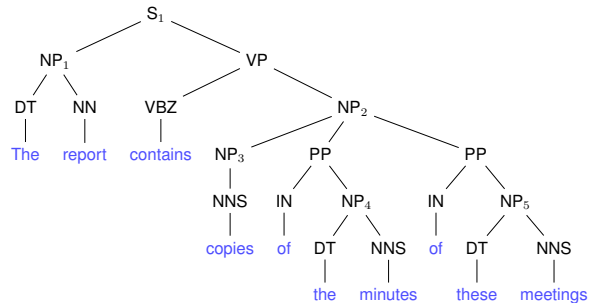 S₁
NP₁ VP
DT NN VBZ NP₂
The report contains NP₃ PP PP
NNS IN NP₄ IN NP₅
copies of DT NNS of DT NNS
the minutes these meetings